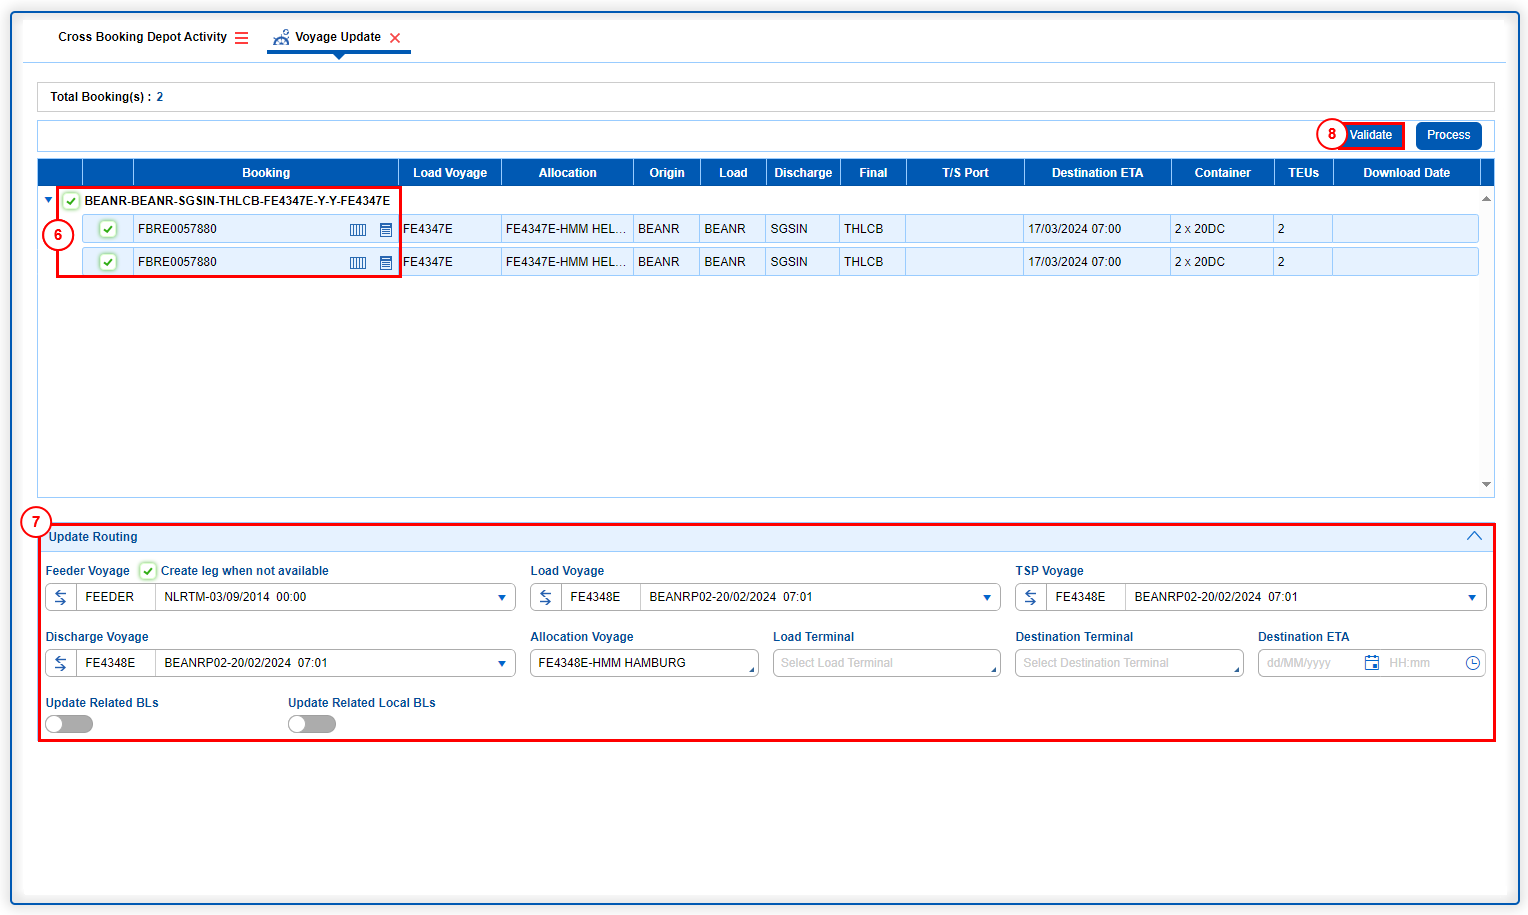 Cross Booking Depot Activity Voyage Update
Total Booking(s) : 2
8 Validate Process
Booking Load Voyage Allocation Origin Load Discharge Final T/S Port Destination ETA Container TEUs Download Date
BEANR-BEANR-SGSIN-THLCB-FE4347E-Y-Y-FE4347E
6
FBRE0057880 FE4347E FE4347E-HMM HEL... BEANR BEANR SGSIN THLCB 17/03/2024 07:00 2 x 20DC 2
FBRE0057880 FE4347E FE4347E-HMM HEL... BEANR BEANR SGSIN THLCB 17/03/2024 07:00 2 x 20DC 2
7
Update Routing
Feeder Voyage Create leg when not available Load Voyage TSP Voyage
FEEDER NLRTM-03/09/2014 00:00 FE4348E BEANRP02-20/02/2024 07:01 FE4348E BEANRP02-20/02/2024 07:01
Discharge Voyage Allocation Voyage Load Terminal Destination Terminal Destination ETA
FE4348E BEANRP02-20/02/2024 07:01 FE4348E-HMM HAMBURG Select Load Terminal Select Destination Terminal dd/MM/yyyy HH:mm
Update Related BLs Update Related Local BLs